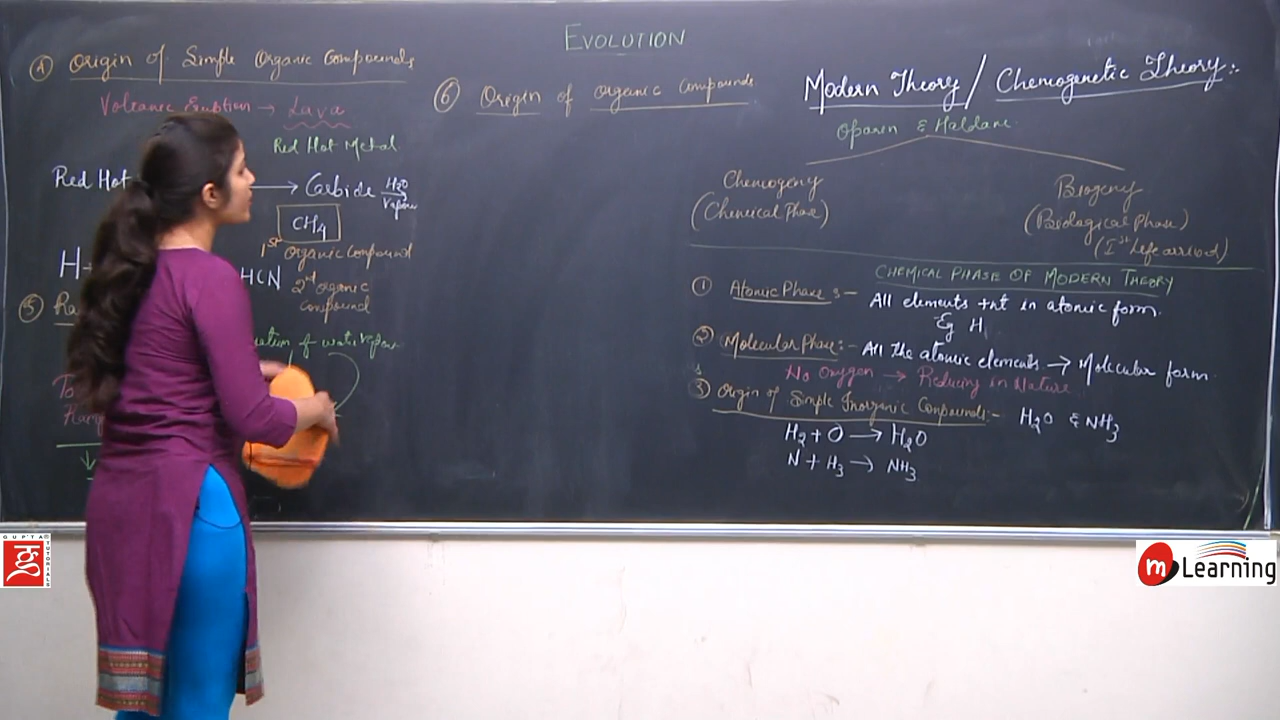 EVOLUTION
④ Origin of Simple Organic Compounds
Volcanic Eruption → Lava
Red Hot Metal
Red Hot → Carbide H2O Vapour
CH4
1st Organic Compound
H+ HCN 2nd Organic Compound
⑤
of water vapour
⑥ Origin of organic compounds
Modern Theory / Chemogenetic Theory:-
Oparin & Haldane
Chemogeny
(Chemical Phase)
Biogeny
(Biological Phase)
(Ist Life arrived)
CHEMICAL PHASE OF MODERN THEORY
① Atomic Phase :- All elements +nt in atomic form.
Eg H,
② Molecular Phase:- All the atomic elements → Molecular form.
No Oxygen → Reducing in Nature
③ Origin of Simple Inorganic Compounds:- H2O & NH3
H2 + O → H2O
N + H3 → NH3
GUPTA TUTORIALS
m Learning